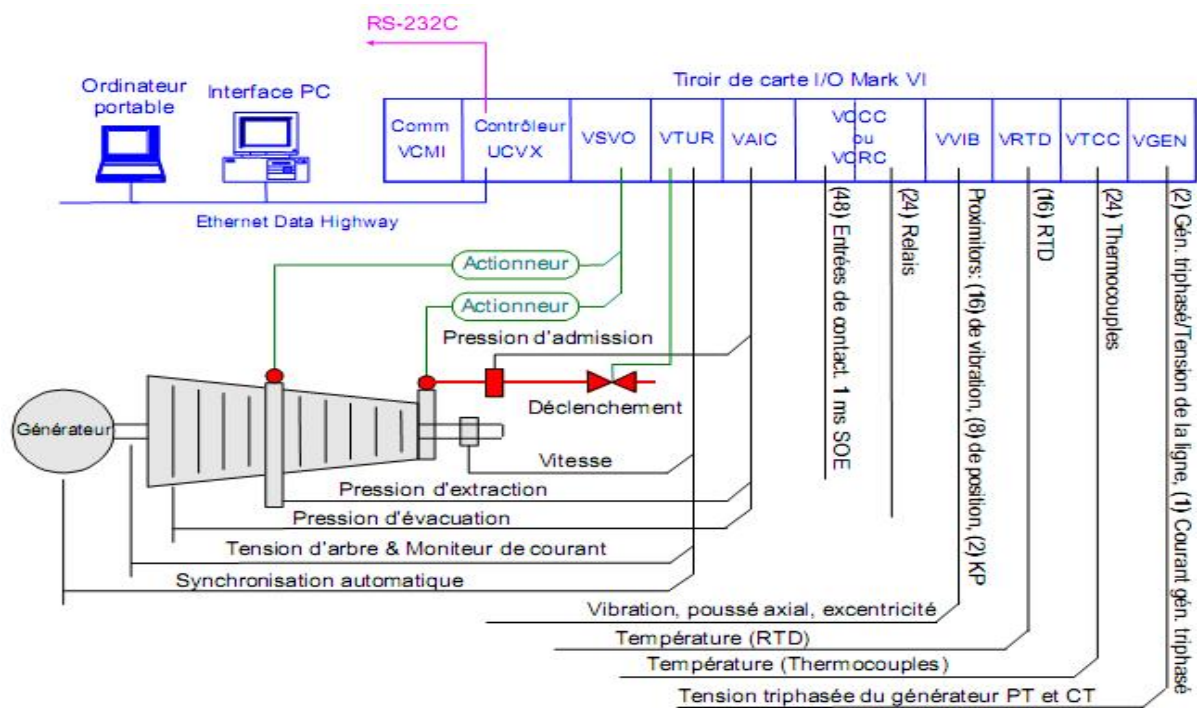 RS-232C
Ordinateur
portable
Interface PC
Tiroir de carte I/O Mark VI
Comm
VCMI
Contrôleur
UCVX
VSVO
VTUR
VAIC
VCCC
ou
VCRC
VVIB
VRTD
VTCC
VGEN
Ethernet Data Highway
Actionneur
Actionneur
Pression d'admission
Déclenchement
Générateur
Vitesse
Pression d'extraction
Pression d'évacuation
Tension d'arbre & Moniteur de courant
Synchronisation automatique
(48) Entrées de contact. 1 ms SOE
(24) Relais
Proximitors: (16) de vibration, (8) de position, (2) KP
(16) RTD
(24) Thermocouples
(2) Gén. triphasé/Tension de la ligne, (1) Courant gén. triphasé
Vibration, poussé axial, excentricité
Température (RTD)
Température (Thermocouples)
Tension triphasée du générateur PT et CT